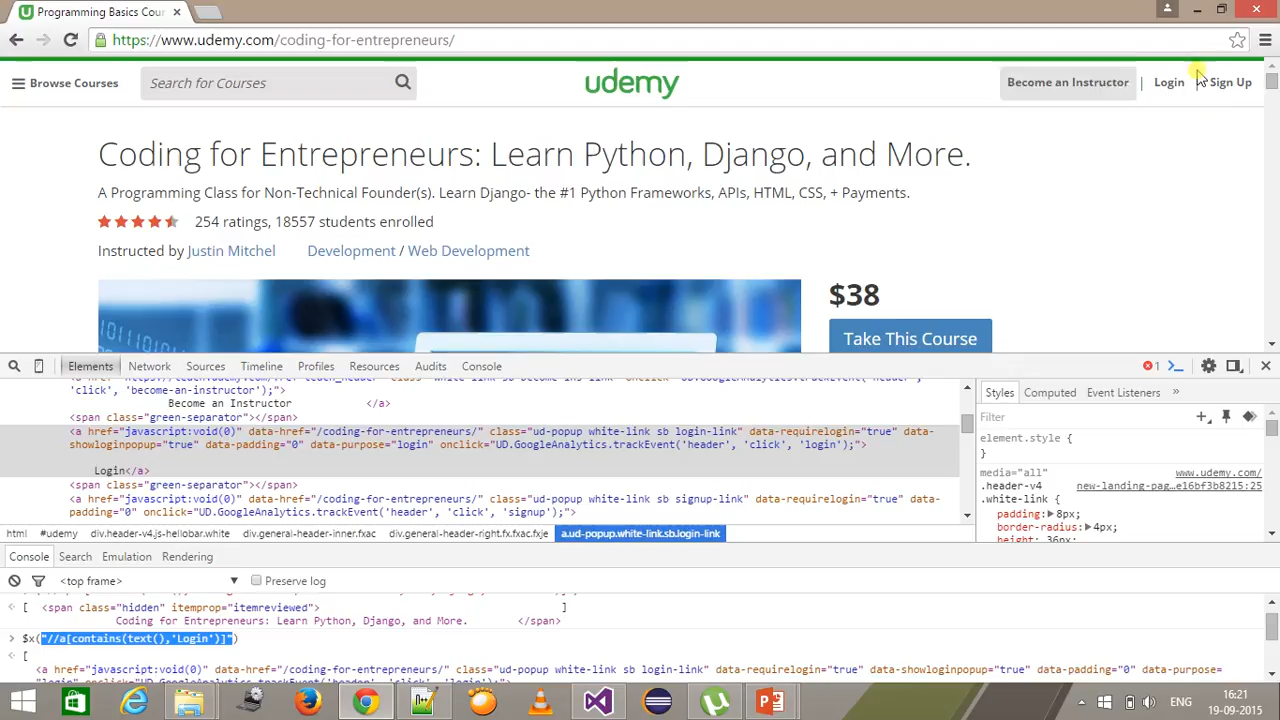 Programming Basics Cour
https://www.udemy.com/coding-for-entrepreneurs/
Browse Courses
Search for Courses
udemy
Become an Instructor | Login | Sign Up
Coding for Entrepreneurs: Learn Python, Django, and More.
A Programming Class for Non-Technical Founder(s). Learn Django- the #1 Python Frameworks, APIs, HTML, CSS, + Payments.
254 ratings, 18557 students enrolled
Instructed by Justin Mitchel Development / Web Development
$38
Take This Course
Elements Network Sources Timeline Profiles Resources Audits Console
1
'click', 'become-an-instructor');">
Become an Instructor </a>
<span class="green-separator"></span>
<a href="javascript:void(0)" data-href="/coding-for-entrepreneurs/" class="ud-popup white-link sb login-link" data-requirelogin="true" data-
showloginpopup="true" data-padding="0" data-purpose="login" onclick="UD.GoogleAnalytics.trackEvent('header', 'click', 'login');">
Login</a>
<span class="green-separator"></span>
<a href="javascript:void(0)" data-href="/coding-for-entrepreneurs/" class="ud-popup white-link sb signup-link" data-requirelogin="true" data-
padding="0" onclick="UD.GoogleAnalytics.trackEvent('header', 'click', 'signup');">
html #udemy div.header-v4.js-hellobar.white div.general-header-inner.fxac div.general-header-right.fx.fxac.fxje a.ud-popup.white-link.sb.login-link
Styles Computed Event Listeners »
Filter
element.style {
}
media="all" www.udemy.com/
.header-v4 new-landing-pag…e16bf3b8215:25
.white-link {
padding: 8px;
border-radius: 4px;
height: 36px;
Console Search Emulation Rendering
<top frame> Preserve log
[ <span class="hidden" itemprop="itemreviewed"> ]
Coding for Entrepreneurs: Learn Python, Django, and More. </span>
$x("//a[contains(text(),'Login')]")
[
<a href="javascript:void(0)" data-href="/coding-for-entrepreneurs/" class="ud-popup white-link sb login-link" data-requirelogin="true" data-showloginpopup="true" data-padding="0" data-purpose=
ENG
16:21
19-09-2015